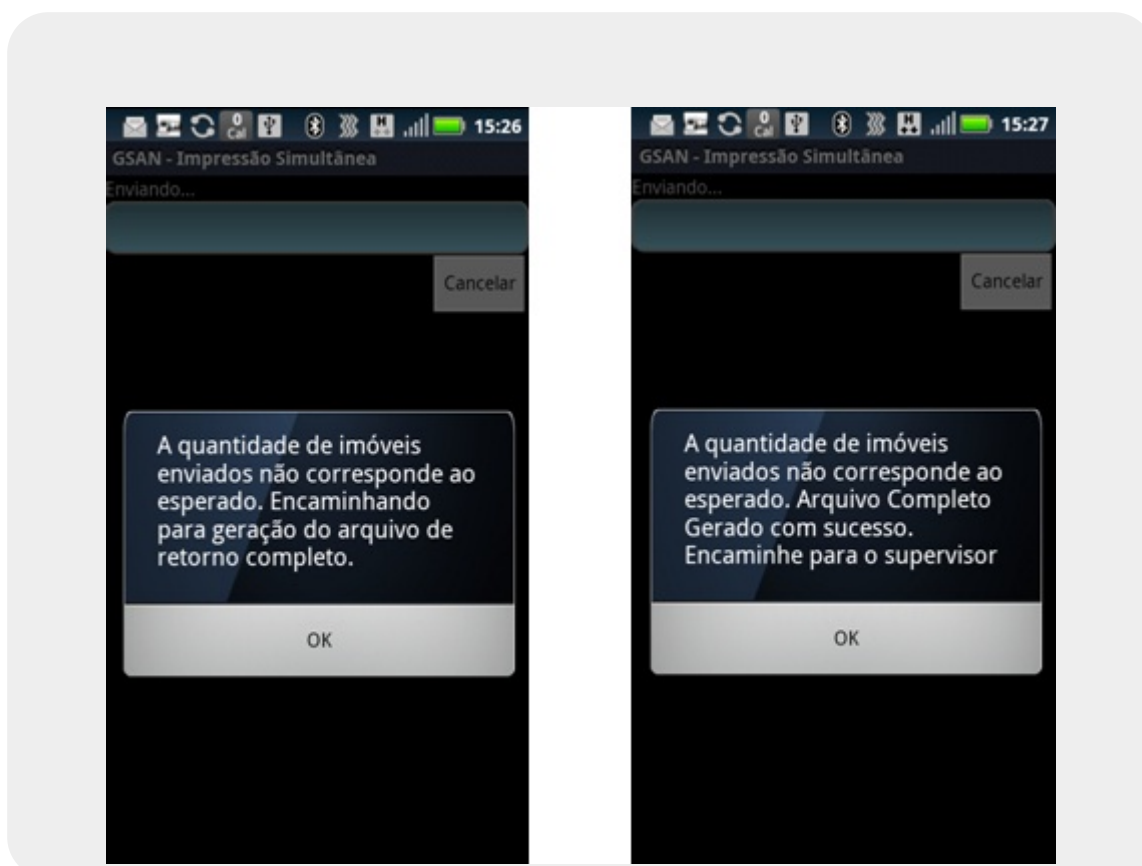 15:26
GSAN - Impressão Simultânea
Enviando...
Cancelar
A quantidade de imóveis
enviados não corresponde ao
esperado. Encaminhando
para geração do arquivo de
retorno completo.
OK
15:27
GSAN - Impressão Simultânea
Enviando...
Cancelar
A quantidade de imóveis
enviados não corresponde ao
esperado. Arquivo Completo
Gerado com sucesso.
Encaminhe para o supervisor
OK